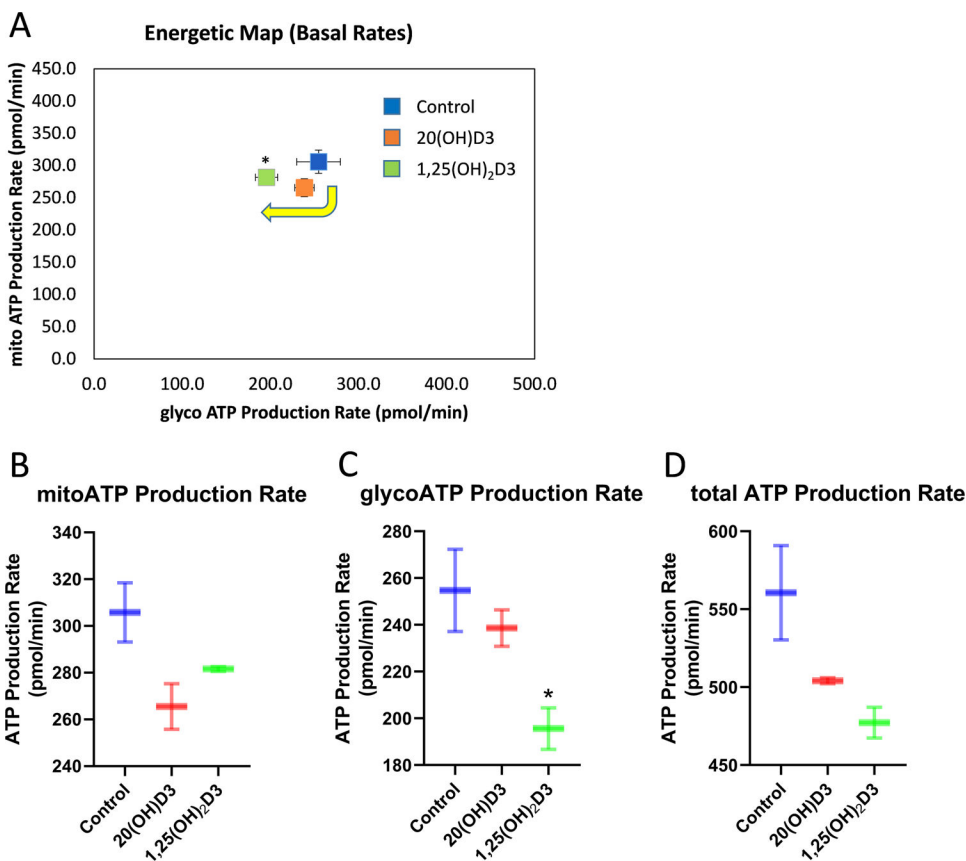 A
Energetic Map (Basal Rates)
mito ATP Production Rate (pmol/min)
450.0
400.0
350.0
300.0
250.0
200.0
150.0
100.0
50.0
0.0
0.0 100.0 200.0 300.0 400.0 500.0
glyco ATP Production Rate (pmol/min)
Control
20(OH)D3
1,25(OH)₂D3
*
B
mitoATP Production Rate
ATP Production Rate
(pmol/min)
340
320
300
280
260
240
Control
20(OH)D3
1,25(OH)₂D3
C
glycoATP Production Rate
ATP Production Rate
(pmol/min)
280
260
240
220
200
180
*
Control
20(OH)D3
1,25(OH)₂D3
D
total ATP Production Rate
ATP Production Rate
(pmol/min)
600
550
500
450
Control
20(OH)D3
1,25(OH)₂D3